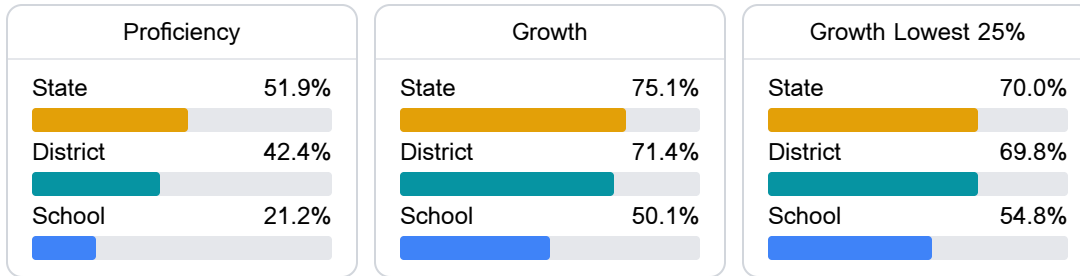 Proficiency
State 51.9%
District 42.4%
School 21.2%
Growth
State 75.1%
District 71.4%
School 50.1%
Growth Lowest 25%
State 70.0%
District 69.8%
School 54.8%